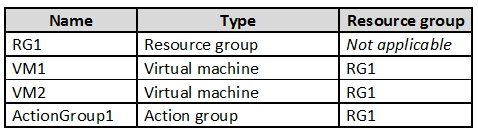 Name Type Resource group
RG1 Resource group Not applicable
VM1 Virtual machine RG1
VM2 Virtual machine RG1
ActionGroup1 Action group RG1